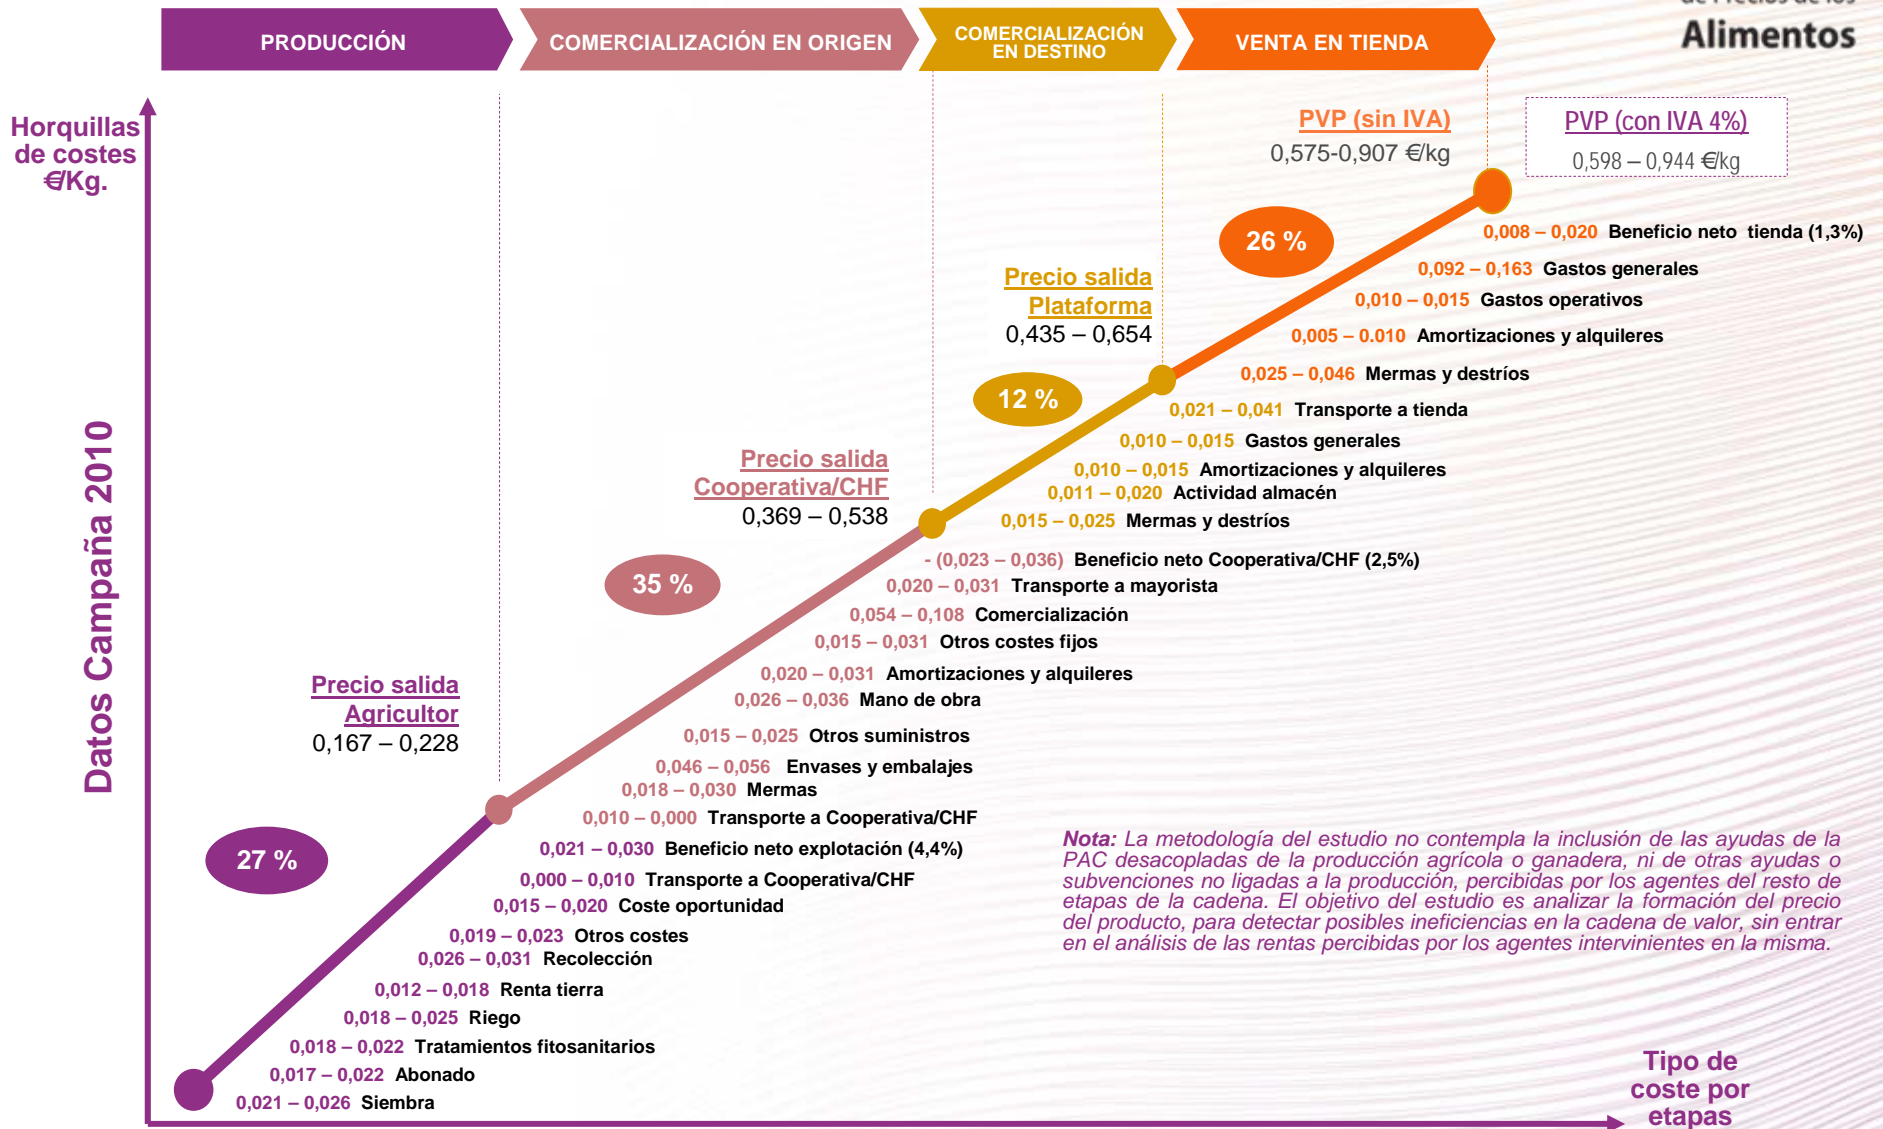 de Precios de los
Alimentos
PRODUCCIÓN
COMERCIALIZACIÓN EN ORIGEN
COMERCIALIZACIÓN
EN DESTINO
VENTA EN TIENDA
Horquillas
de costes
€/Kg.
PVP (sin IVA)
0,575-0,907 €/kg
PVP (con IVA 4%)
0,598 – 0,944 €/kg
26 %
0,008 – 0,020 Beneficio neto tienda (1,3%)
0,092 – 0,163 Gastos generales
0,010 – 0,015 Gastos operativos
0,005 – 0.010 Amortizaciones y alquileres
0,025 – 0,046 Mermas y destríos
Precio salida
Plataforma
0,435 – 0,654
12 %
0,021 – 0,041 Transporte a tienda
0,010 – 0,015 Gastos generales
0,010 – 0,015 Amortizaciones y alquileres
0,011 – 0,020 Actividad almacén
0,015 – 0,025 Mermas y destríos
Precio salida
Cooperativa/CHF
0,369 – 0,538
35 %
- (0,023 – 0,036) Beneficio neto Cooperativa/CHF (2,5%)
0,020 – 0,031 Transporte a mayorista
0,054 – 0,108 Comercialización
0,015 – 0,031 Otros costes fijos
0,020 – 0,031 Amortizaciones y alquileres
0,026 – 0,036 Mano de obra
0,015 – 0,025 Otros suministros
0,046 – 0,056 Envases y embalajes
0,018 – 0,030 Mermas
0,010 – 0,000 Transporte a Cooperativa/CHF
Datos Campaña 2010
Precio salida
Agricultor
0,167 – 0,228
27 %
0,021 – 0,030 Beneficio neto explotación (4,4%)
0,000 – 0,010 Transporte a Cooperativa/CHF
0,015 – 0,020 Coste oportunidad
0,019 – 0,023 Otros costes
0,026 – 0,031 Recolección
0,012 – 0,018 Renta tierra
0,018 – 0,025 Riego
0,018 – 0,022 Tratamientos fitosanitarios
0,017 – 0,022 Abonado
0,021 – 0,026 Siembra
Nota: La metodología del estudio no contempla la inclusión de las ayudas de la
PAC desacopladas de la producción agrícola o ganadera, ni de otras ayudas o
subvenciones no ligadas a la producción, percibidas por los agentes del resto de
etapas de la cadena. El objetivo del estudio es analizar la formación del precio
del producto, para detectar posibles ineficiencias en la cadena de valor, sin entrar
en el análisis de las rentas percibidas por los agentes intervinientes en la misma.
Tipo de
coste por
etapas